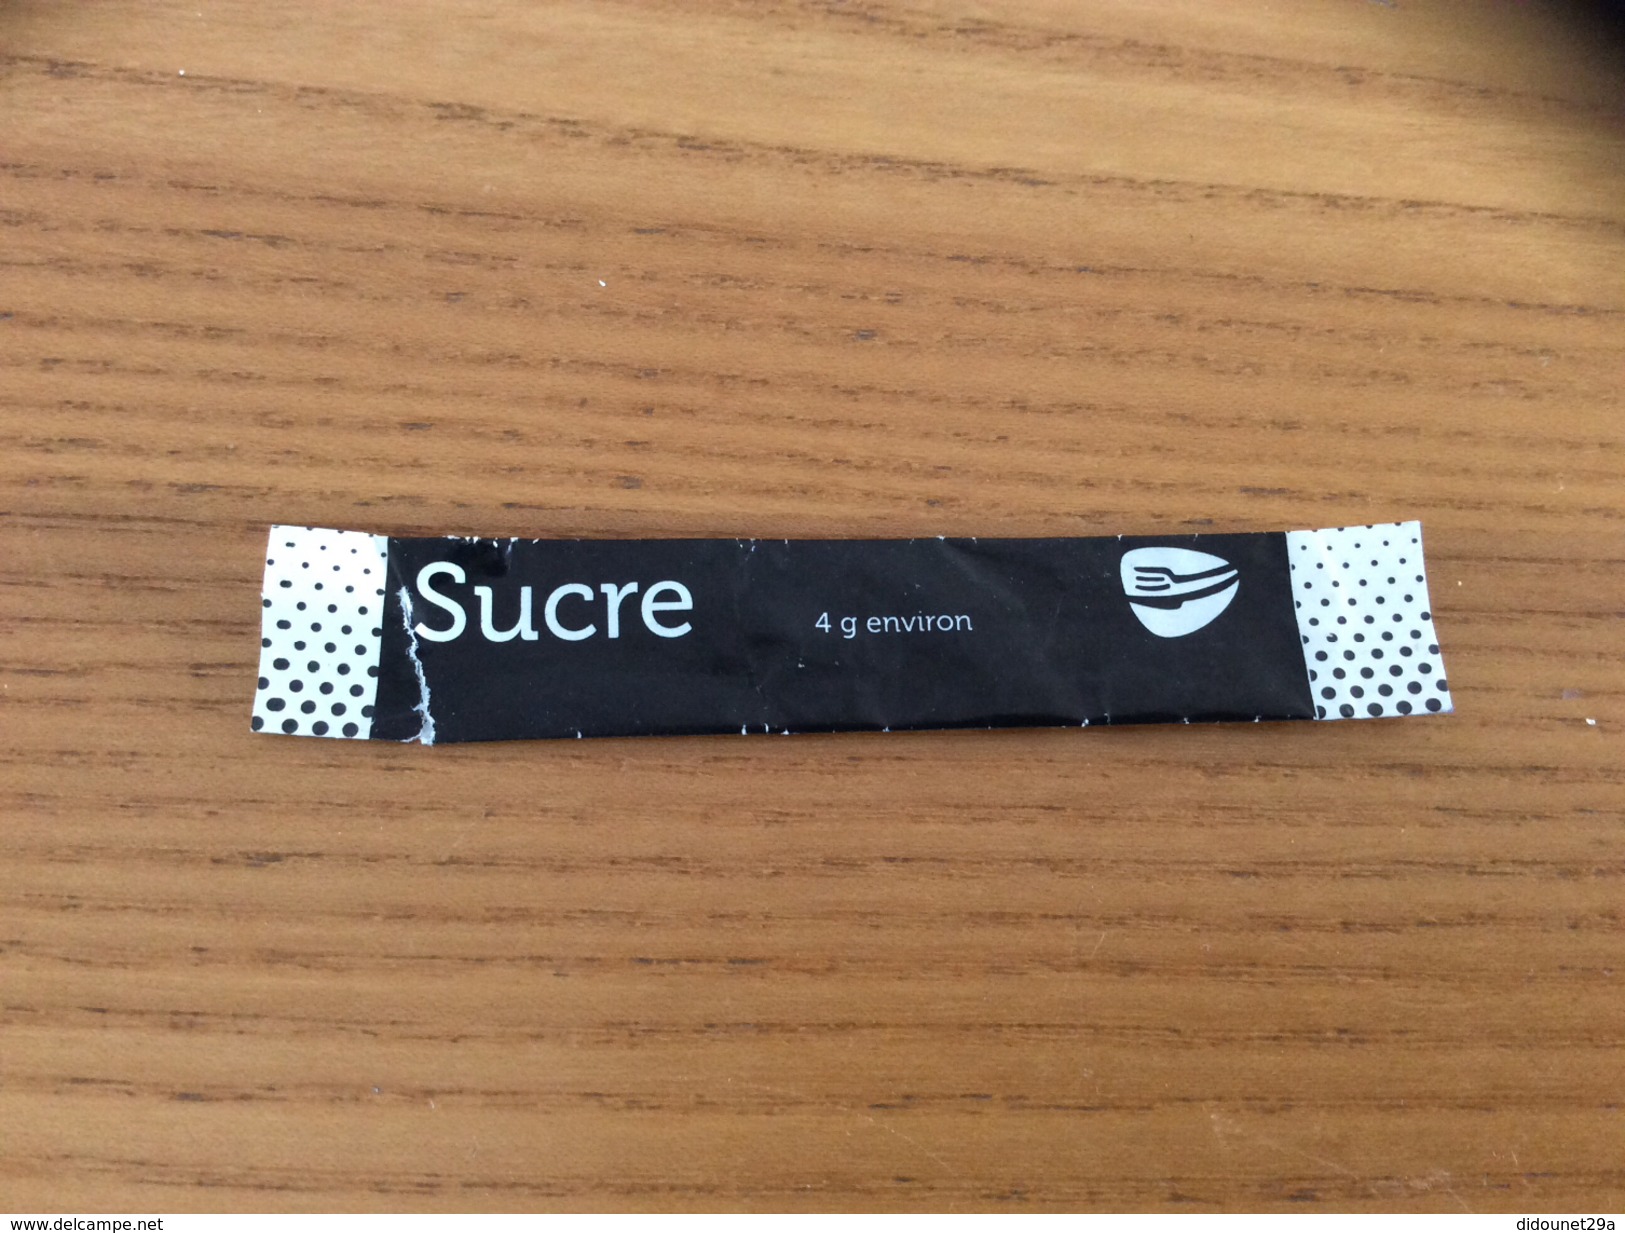 Sucre
4 g environ
www.delcampe.net
didounet29a